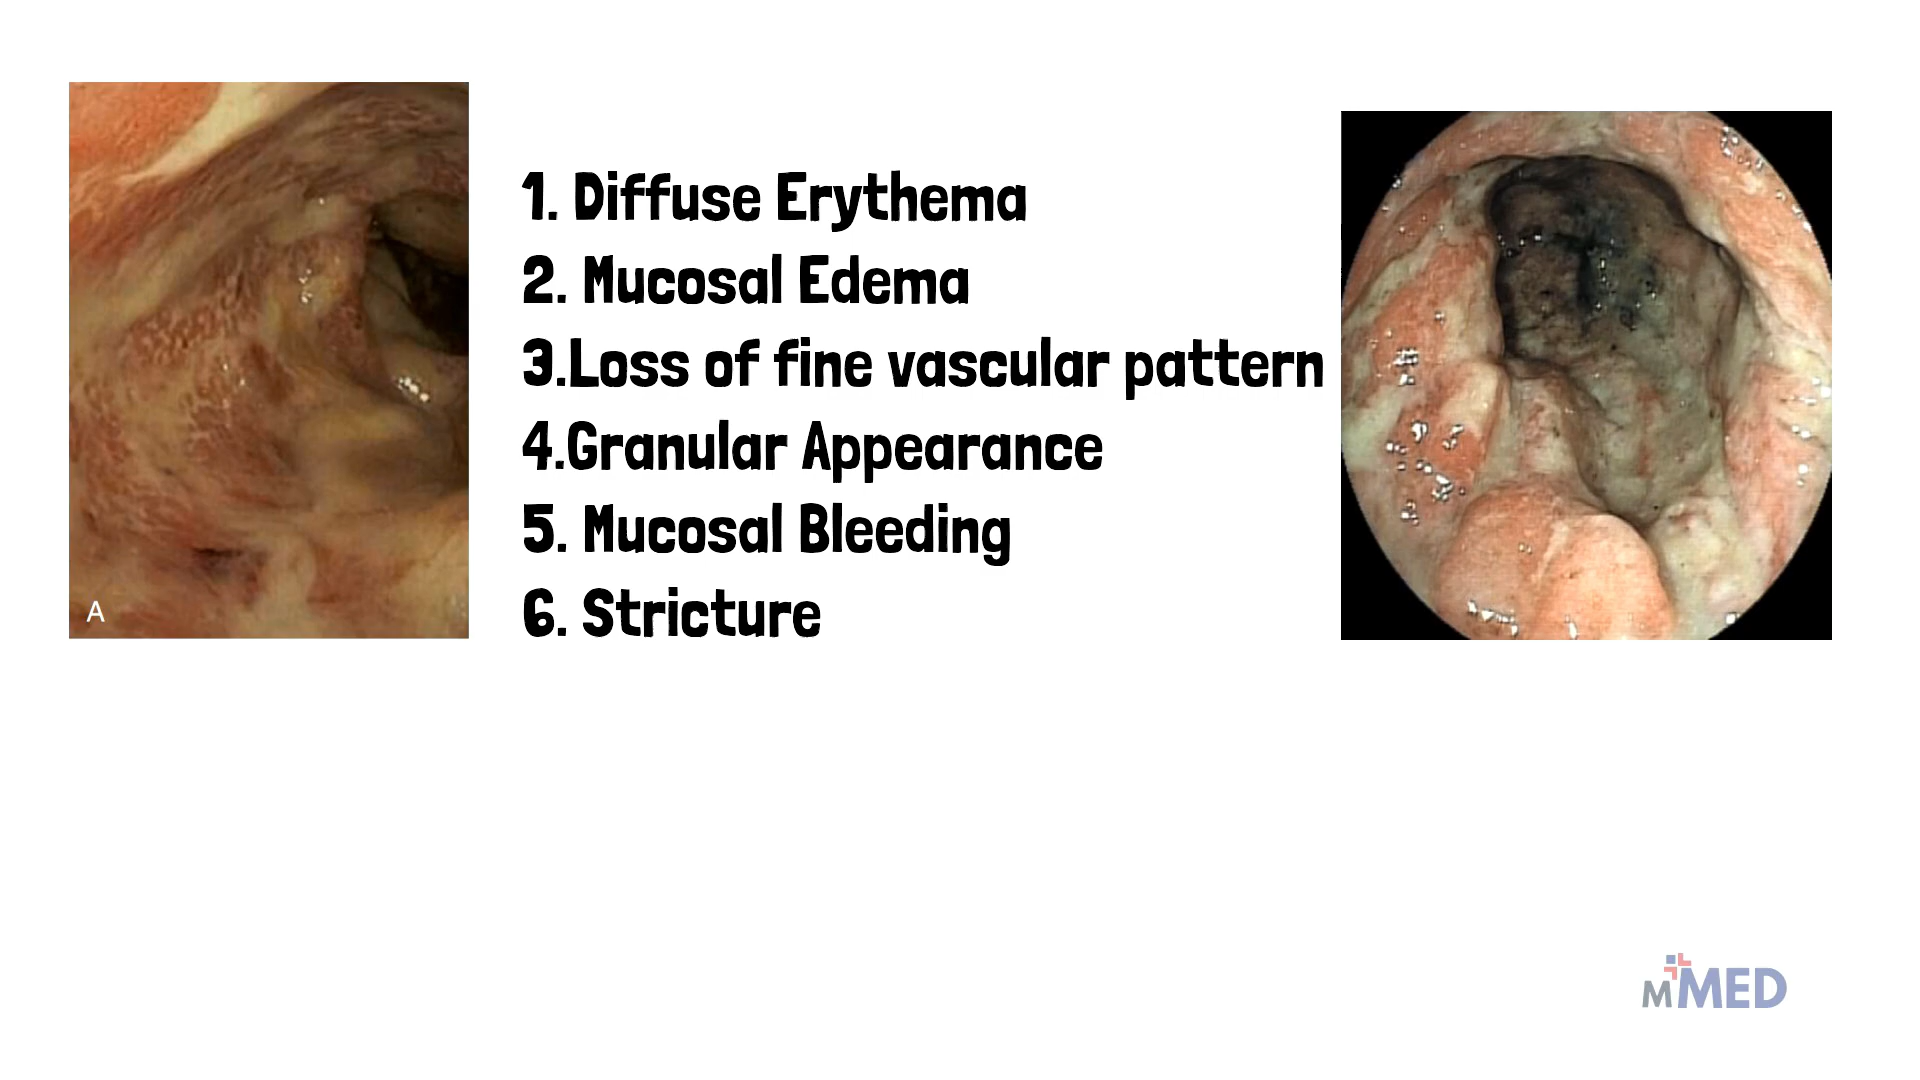 1. Diffuse Erythema
2. Mucosal Edema
3.Loss of fine vascular pattern
4.Granular Appearance
5. Mucosal Bleeding
6. Stricture
A
MMED